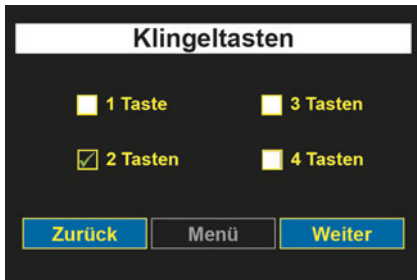 Klingeltasten
1 Taste 3 Tasten
2 Tasten 4 Tasten
Zurück Menü Weiter